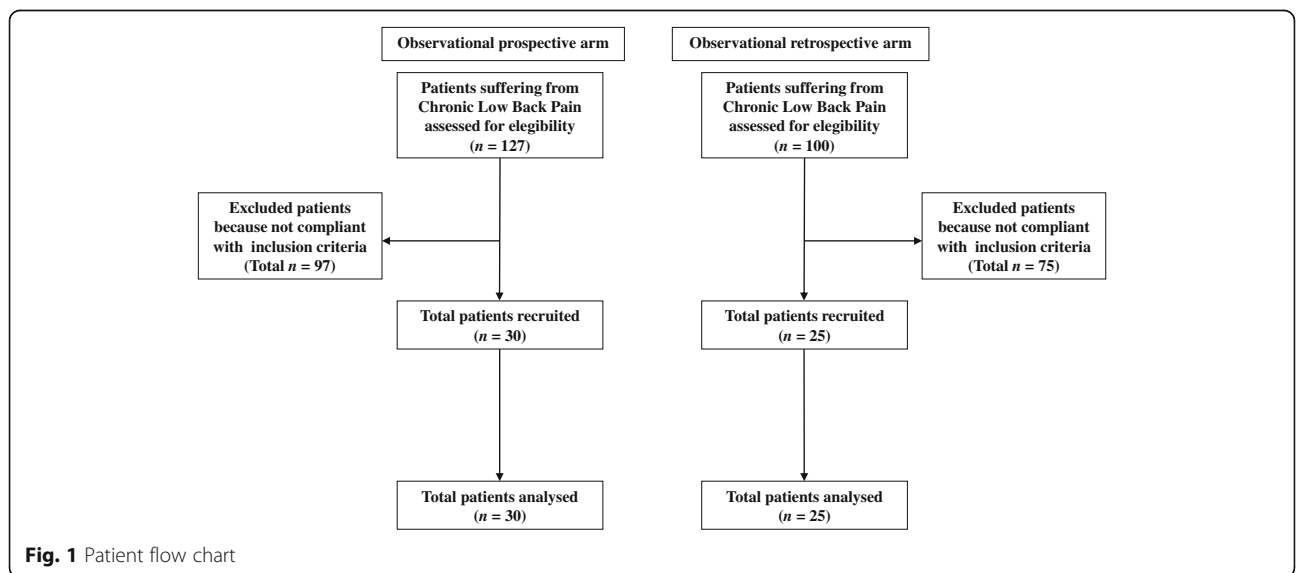 Observational prospective arm
Patients suffering from
Chronic Low Back Pain
assessed for elegibility
(n = 127)
Excluded patients
because not compliant
with inclusion criteria
(Total n = 97)
Total patients recruited
(n = 30)
Total patients analysed
(n = 30)
Observational retrospective arm
Patients suffering from
Chronic Low Back Pain
assessed for elegibility
(n = 100)
Excluded patients
because not compliant
with inclusion criteria
(Total n = 75)
Total patients recruited
(n = 25)
Total patients analysed
(n = 25)
Fig. 1 Patient flow chart